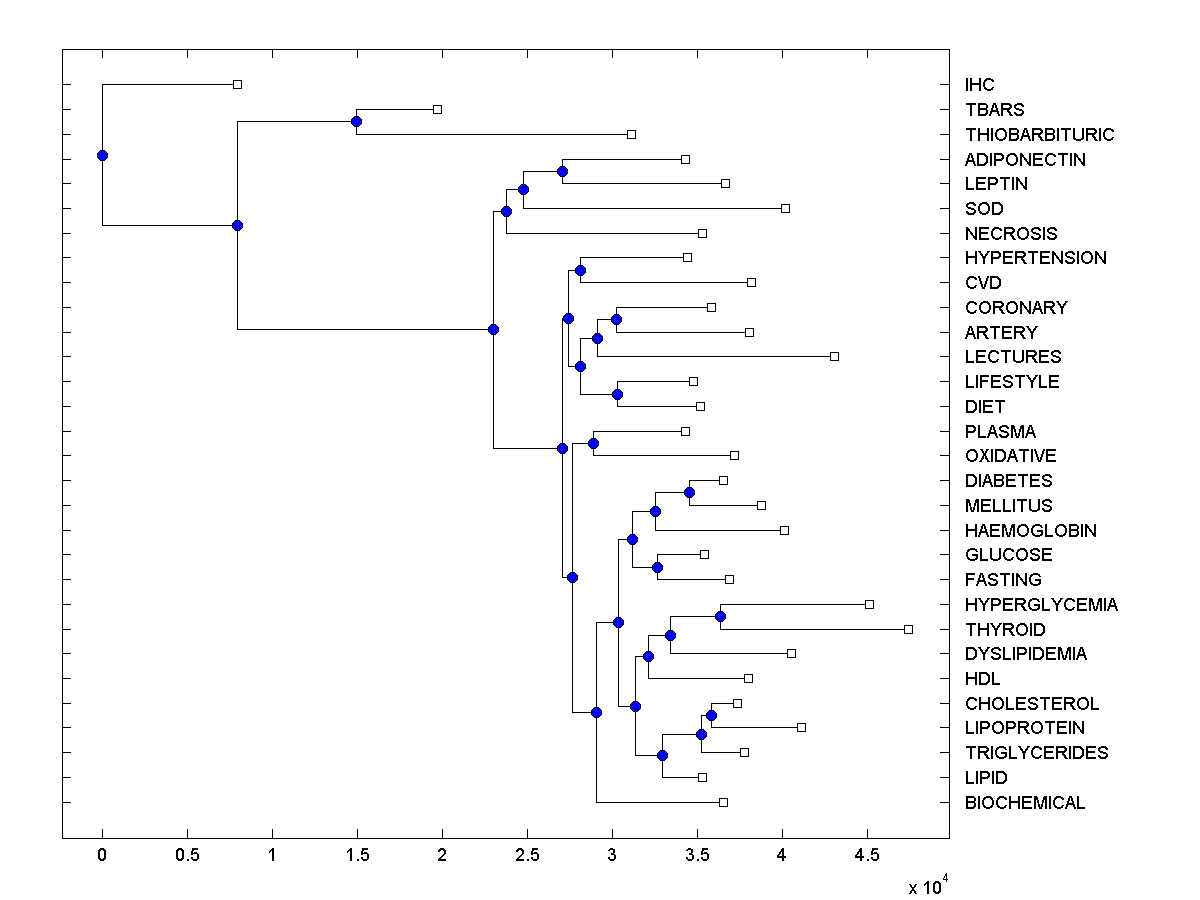 IHC
TBARS
THIOBARBITURIC
ADIPONECTIN
LEPTIN
SOD
NECROSIS
HYPERTENSION
CVD
CORONARY
ARTERY
LECTURES
LIFESTYLE
DIET
PLASMA
OXIDATIVE
DIABETES
MELLITUS
HAEMOGLOBIN
GLUCOSE
FASTING
HYPERGLYCEMIA
THYROID
DYSLIPIDEMIA
HDL
CHOLESTEROL
LIPOPROTEIN
TRIGLYCERIDES
LIPID
BIOCHEMICAL
0 0.5 1 1.5 2 2.5 3 3.5 4 4.5
x 10^4